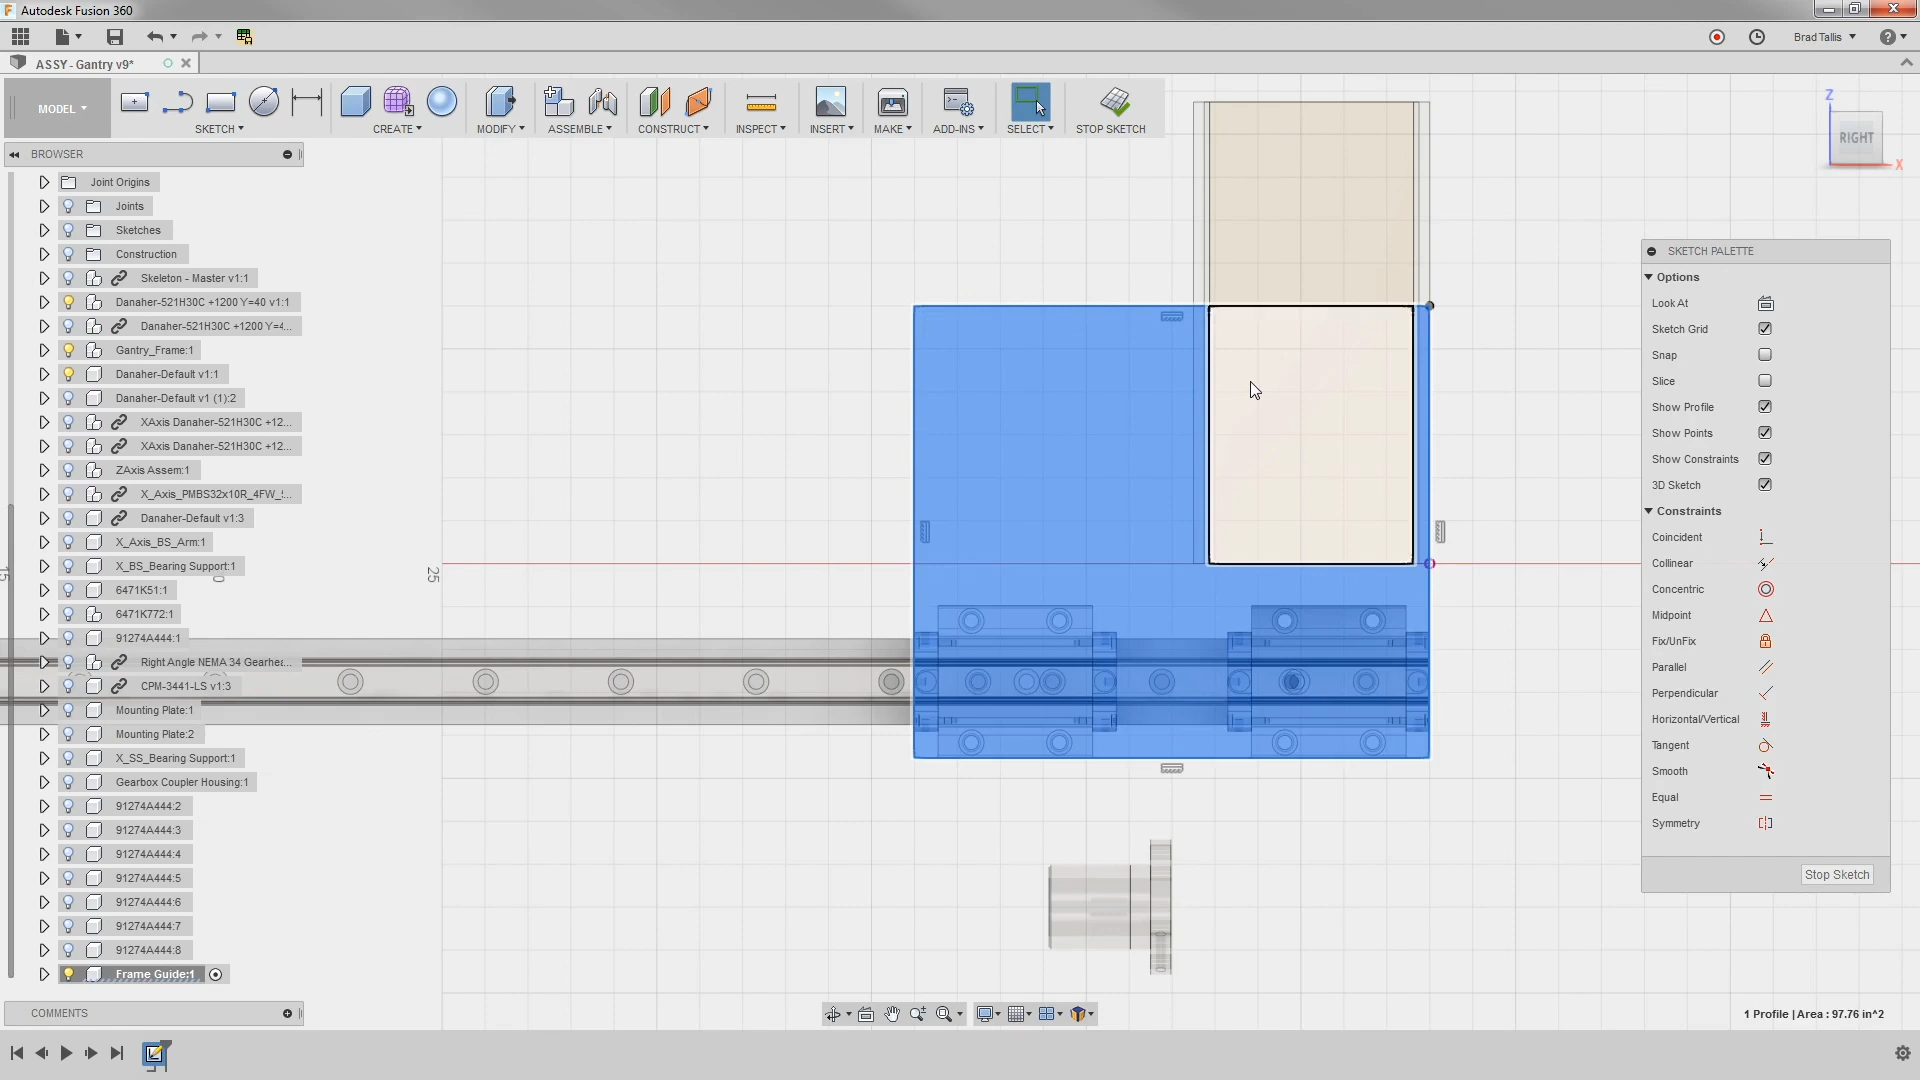 Autodesk Fusion 360
Brad Tallis
ASSY - Gantry v9*
MODEL
SKETCH
CREATE
MODIFY
ASSEMBLE
CONSTRUCT
INSPECT
INSERT
MAKE
ADD-INS
SELECT
STOP SKETCH
Z
RIGHT
X
BROWSER
Joint Origins
Joints
Sketches
Construction
Skeleton - Master v1:1
Danaher-521H30C +1200 Y=40 v1:1
Danaher-521H30C +1200 Y=4...
Gantry_Frame:1
Danaher-Default v1:1
Danaher-Default v1 (1):2
XAxis Danaher-521H30C +12...
XAxis Danaher-521H30C +12...
ZAxis Assem:1
X_Axis_PMBS32x10R_4FW_!...
Danaher-Default v1:3
X_Axis_BS_Arm:1
X_BS_Bearing Support:1
6471K51:1
6471K772:1
91274A444:1
Right Angle NEMA 34 Gearhea...
CPM-3441-LS v1:3
Mounting Plate:1
Mounting Plate:2
X_SS_Bearing Support:1
Gearbox Coupler Housing:1
91274A444:2
91274A444:3
91274A444:4
91274A444:5
91274A444:6
91274A444:7
91274A444:8
Frame Guide:1
COMMENTS
15
0
25
SKETCH PALETTE
Options
Look At
Sketch Grid
Snap
Slice
Show Profile
Show Points
Show Constraints
3D Sketch
Constraints
Coincident
Collinear
Concentric
Midpoint
Fix/UnFix
Parallel
Perpendicular
Horizontal/Vertical
Tangent
Smooth
Equal
Symmetry
Stop Sketch
1 Profile | Area : 97.76 in^2